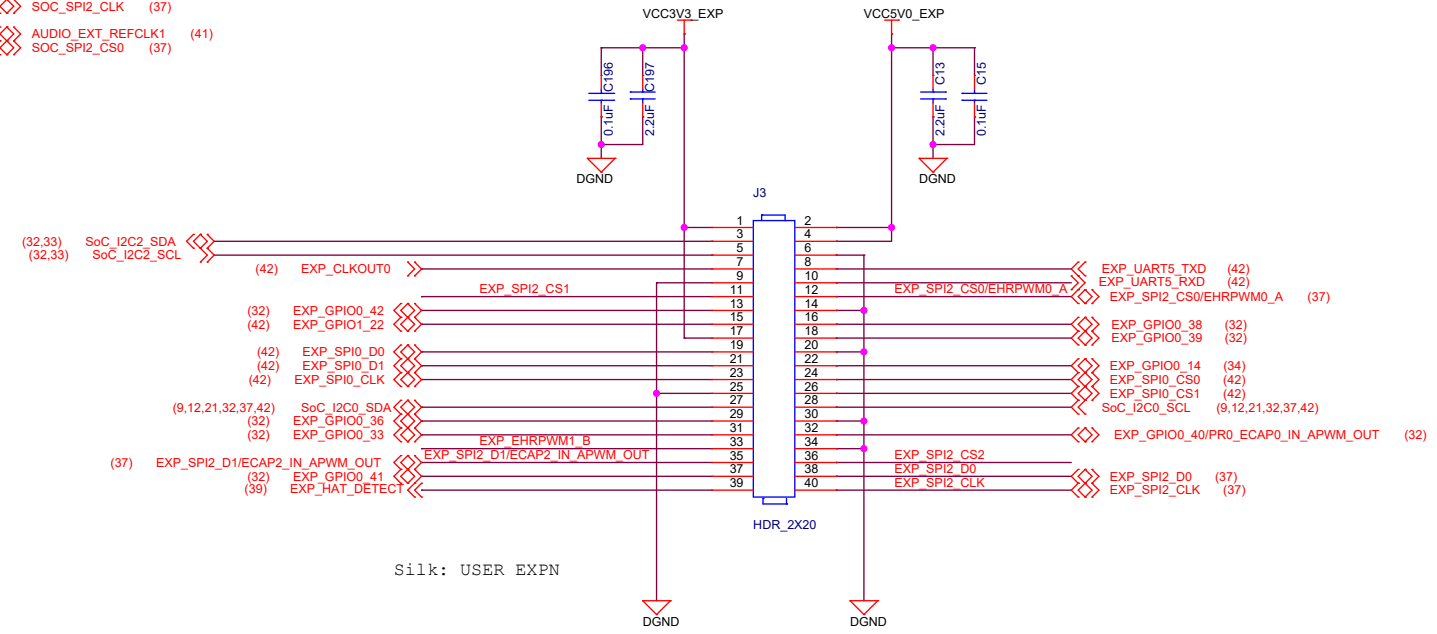 SOC_SPI2_CLK (37)
AUDIO_EXT_REFCLK1 (41)
SOC_SPI2_CS0 (37)
VCC3V3_EXP VCC5V0_EXP
C196 C197 C13 C15
0.1uF 2.2uF 2.2uF 0.1uF
DGND DGND
J3
1 2
(32,33) SoC_I2C2_SDA 3 4
(32,33) SoC_I2C2_SCL 5 6
(42) EXP_CLKOUT0 7 8 EXP_UART5_TXD (42)
9 10 EXP_UART5_RXD (42)
EXP_SPI2_CS1 11 12 EXP_SPI2_CS0/EHRPWM0_A EXP_SPI2_CS0/EHRPWM0_A (37)
(32) EXP_GPIO0_42 13 14
(42) EXP_GPIO1_22 15 16 EXP_GPIO0_38 (32)
17 18 EXP_GPIO0_39 (32)
(42) EXP_SPI0_D0 19 20
(42) EXP_SPI0_D1 21 22 EXP_GPIO0_14 (34)
(42) EXP_SPI0_CLK 23 24 EXP_SPI0_CS0 (42)
25 26 EXP_SPI0_CS1 (42)
(9,12,21,32,37,42) SoC_I2C0_SDA 27 28 SoC_I2C0_SCL (9,12,21,32,37,42)
(32) EXP_GPIO0_36 29 30
(32) EXP_GPIO0_33 31 32 EXP_GPIO0_40/PR0_ECAP0_IN_APWM_OUT (32)
EXP_EHRPWM1_B 33 34
(37) EXP_SPI2_D1/ECAP2_IN_APWM_OUT EXP_SPI2_D1/ECAP2_IN_APWM_OUT 35 36 EXP_SPI2_CS2
(32) EXP_GPIO0_41 37 38 EXP_SPI2_D0 EXP_SPI2_D0 (37)
(39) EXP_HAT_DETECT 39 40 EXP_SPI2_CLK EXP_SPI2_CLK (37)
HDR_2X20
Silk: USER EXPN
DGND DGND